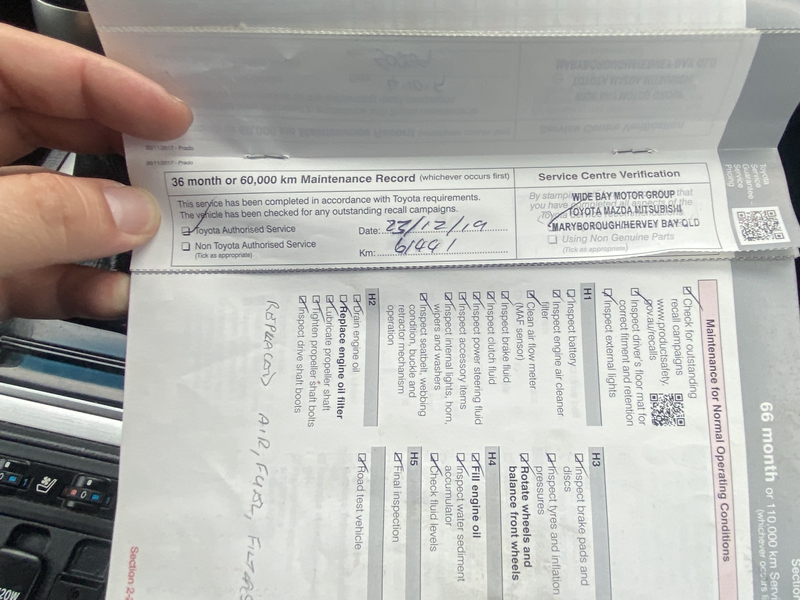 36 month or 60,000 km Maintenance Record (whichever occurs first)
This service has been completed in accordance with Toyota requirements.
The vehicle has been checked for any outstanding recall campaigns.
Toyota Authorised Service
Non Toyota Authorised Service
(Tick as appropriate)
Date: 23/12/19
Km: 61441
Service Centre Verification
WIDE BAY MOTOR GROUP
TOYOTA MAZDA MITSUBISHI
MARYBOROUGH/HERVEY BAY QLD
Using Non Genuine Parts
(Tick as appropriate)
Toyota
Service
Guarantee
Service
Pricing
66 month or 110,000 km
Maintenance for Normal Operating Conditions
Check for outstanding
recall campaigns
www.productsafety.
gov.au/recalls
Inspect driver's floor mat for
correct fitment and retention
Inspect external lights
H1
Inspect battery
Inspect engine air cleaner
filter
Clean air flow meter
(MAF sensor)
Inspect brake fluid
Inspect clutch fluid
Inspect power steering fluid
Inspect accessory items
Inspect internal lights, horn,
wipers and washers
Inspect seatbelt, webbing
condition, buckle and
retractor mechanism
operation
H2
Drain engine oil
Replace engine oil filter
Lubricate propeller shaft
Tighten propeller shaft bolts
Inspect drive shaft boots
H3
Inspect brake pads and
discs
Inspect tyres and inflation
pressures
Rotate wheels and
balance front wheels
H4
Fill engine oil
Inspect water sediment
accumulator
Check fluid levels
H5
Final inspection
Road test vehicle
REPLACED AIR, FUEL, FILTERS
Section 2